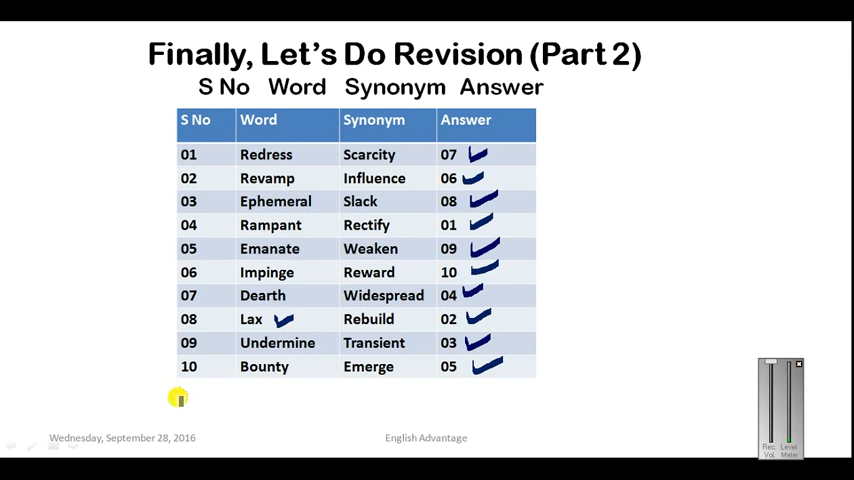 Finally, Let's Do Revision (Part 2)
S No Word Synonym Answer
S No Word Synonym Answer
01 Redress Scarcity 07
02 Revamp Influence 06
03 Ephemeral Slack 08
04 Rampant Rectify 01
05 Emanate Weaken 09
06 Impinge Reward 10
07 Dearth Widespread 04
08 Lax Rebuild 02
09 Undermine Transient 03
10 Bounty Emerge 05
Wednesday, September 28, 2016 English Advantage
Rec. Level
Vol Meter